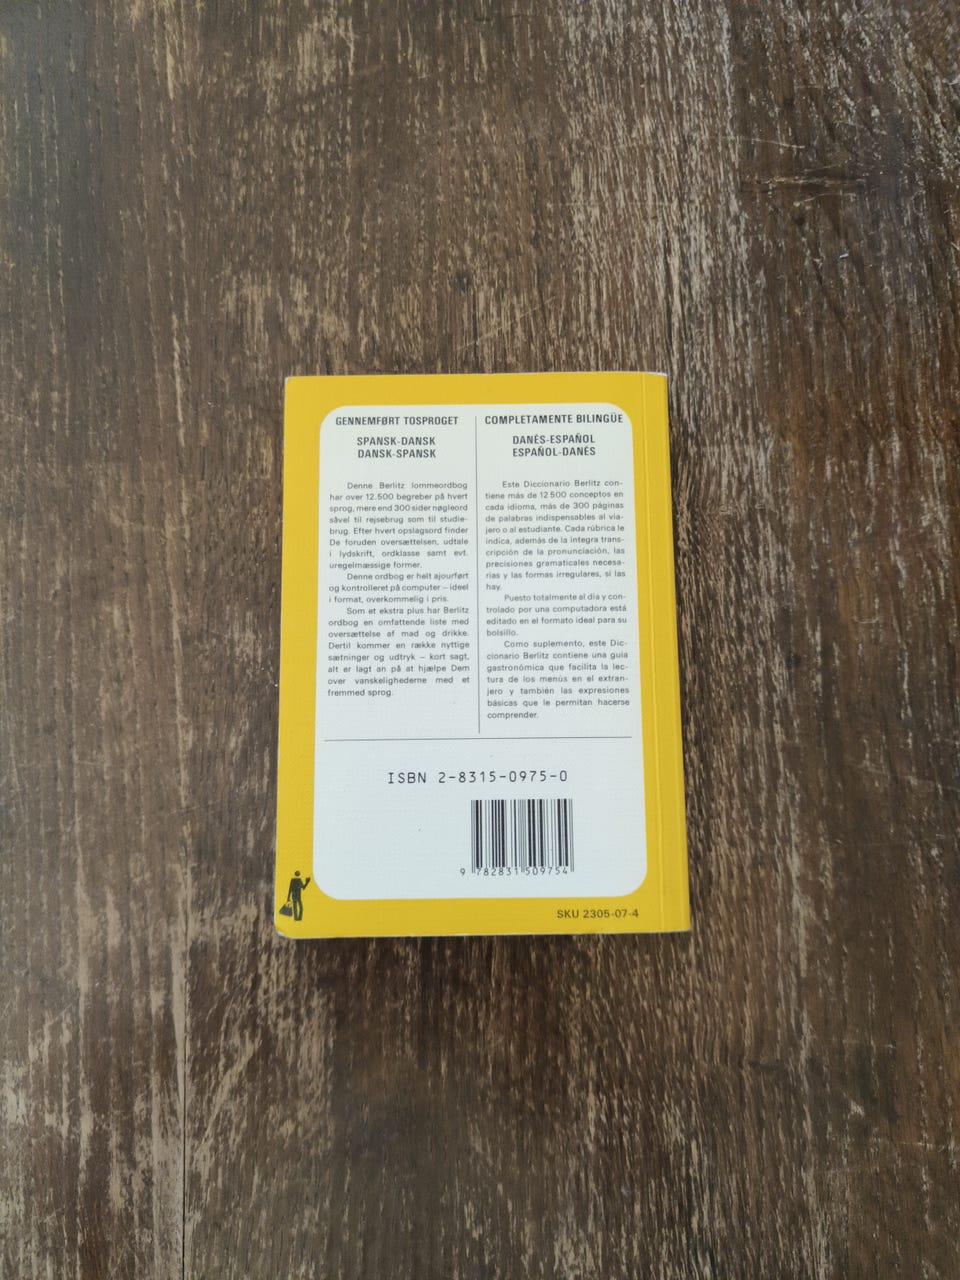 GENNEMFØRT TOSPROGET
SPANSK-DANSK
DANSK-SPANSK
Denne Berlitz lommeordbog
har over 12.500 begreber på hvert
sprog, mere end 300 sider nøgleord
såvel til rejsebrug som til studie-
brug. Efter hvert opslagsord finder
De foruden oversættelsen, udtale
i lydskrift, ordklasse samt evt.
uregelmæssige former.
Denne ordbog er helt ajourført
og kontrolleret på computer – ideel
i format, overkommelig i pris.
Som et ekstra plus har Berlitz
ordbog en omfattende liste med
oversættelse af mad og drikke.
Dertil kommer en række nyttige
sætninger og udtryk – kort sagt,
alt er lagt an på at hjælpe Dem
over vanskelighederne med et
fremmed sprog.
COMPLETAMENTE BILINGÜE
DANÉS-ESPAÑOL
ESPAÑOL-DANÉS
Este Diccionario Berlitz con-
tiene más de 12 500 conceptos en
cada idioma, más de 300 páginas
de palabras indispensables al via-
jero o al estudiante. Cada rúbrica le
indica, además de la íntegra trans-
cripción de la pronunciación, las
precisiones gramaticales necesa-
rias y las formas irregulares, si las
hay.
Puesto totalmente al día y con-
trolado por una computadora está
editado en el formato ideal para su
bolsillo.
Como suplemento, este Dic-
cionario Berlitz contiene una guía
gastronómica que facilita la lec-
tura de los menús en el extran-
jero y también las expresiones
básicas que le permitan hacerse
comprender.
ISBN 2-8315-0975-0
9 782831 509754
SKU 2305-07-4